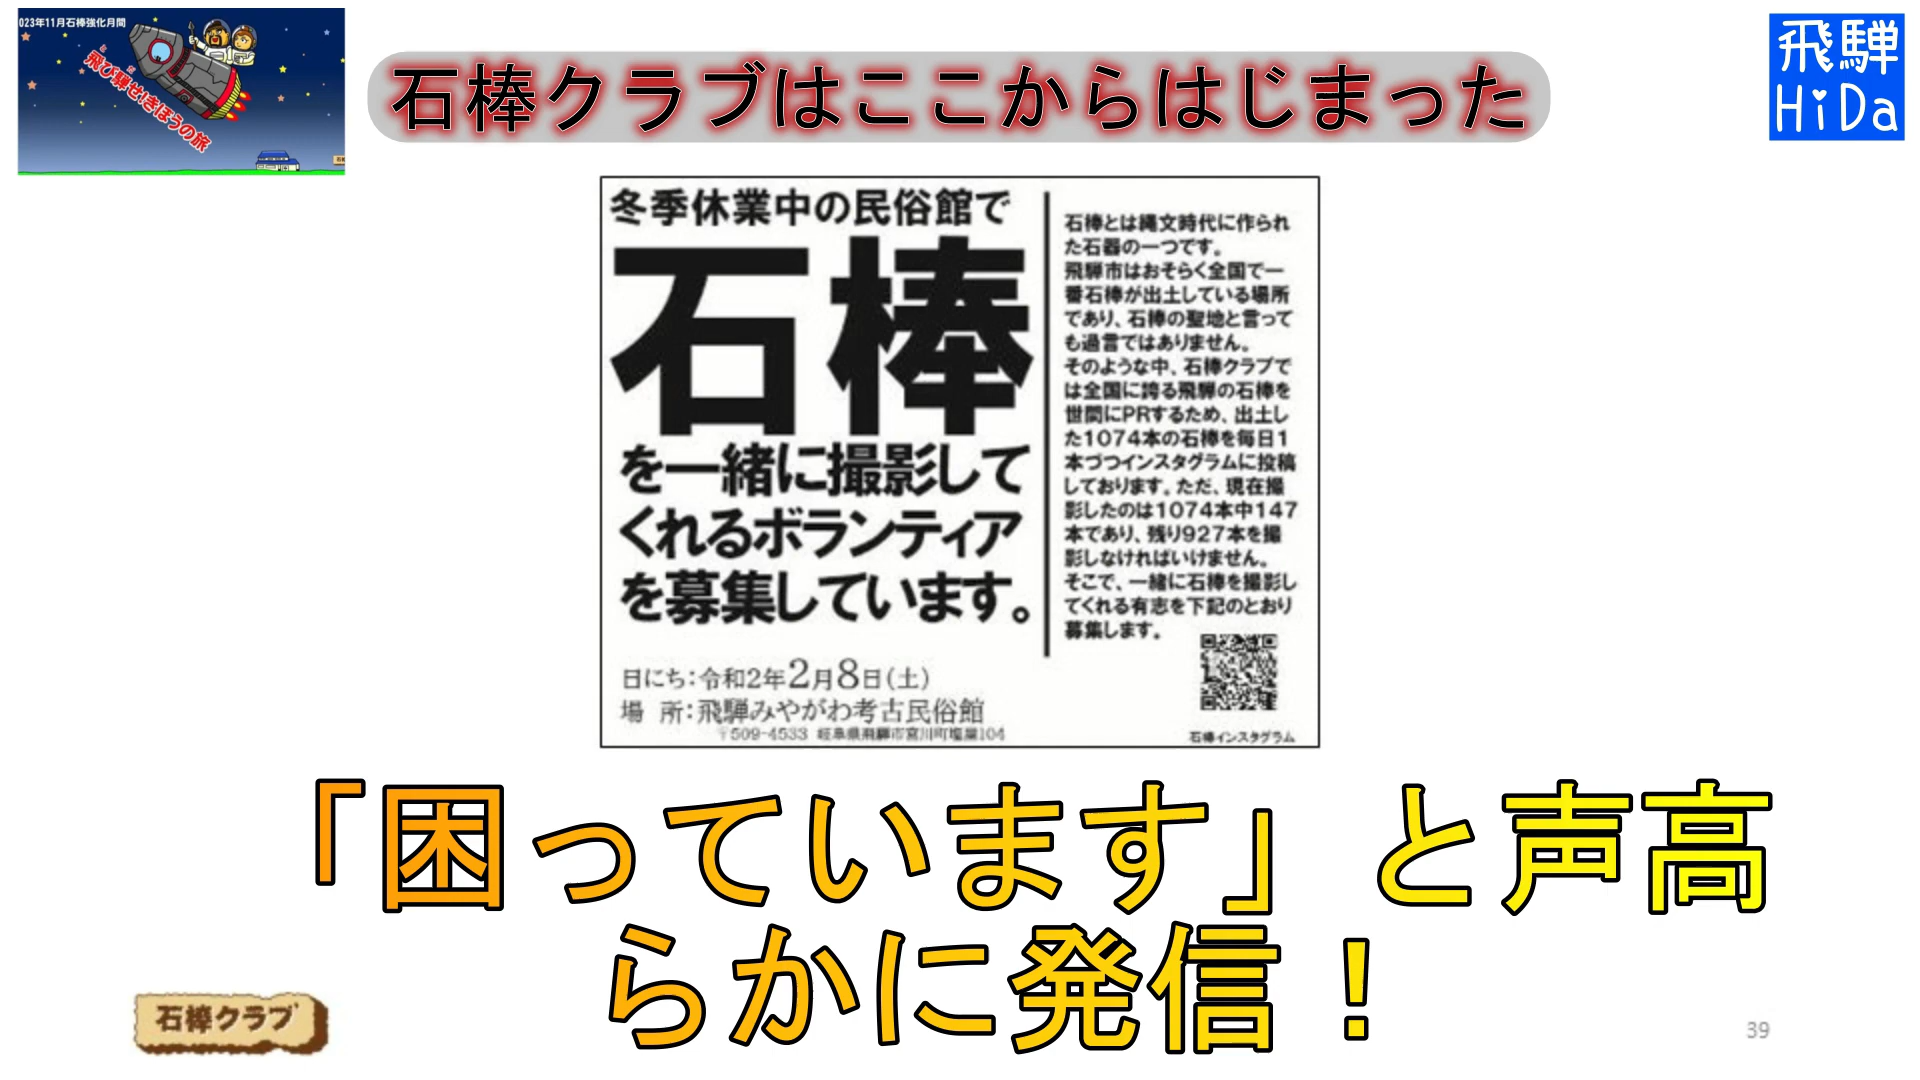 023年11月石棒強化月間
飛び騨せ!きぼうの旅
石棒クラブはここからはじまった
飛騨
HiDa
冬季休業中の民俗館で
石棒
を一緒に撮影して
くれるボランティア
を募集しています。
日にち:令和2年2月8日(土)
場 所:飛騨みやがわ考古民俗館
〒509-4533 岐阜県飛騨市宮川町塩屋104
石棒とは縄文時代に作られ
た石器の一つです。
飛騨市はおそらく全国で一
番石棒が出土している場所
であり、石棒の聖地と言って
も過言ではありません。
そのような中、石棒クラブで
は全国に誇る飛騨の石棒を
世間にPRするため、出土し
た1074本の石棒を毎日1
本づつインスタグラムに投稿
しております。ただ、現在撮
影したのは1074本中147
本であり、残り927本を撮
影しなければいけません。
そこで、一緒に石棒を撮影し
てくれる有志を下記のとおり
募集します。
石棒インスタグラム
「困っています」と声高
らかに発信！
石棒クラブ
39